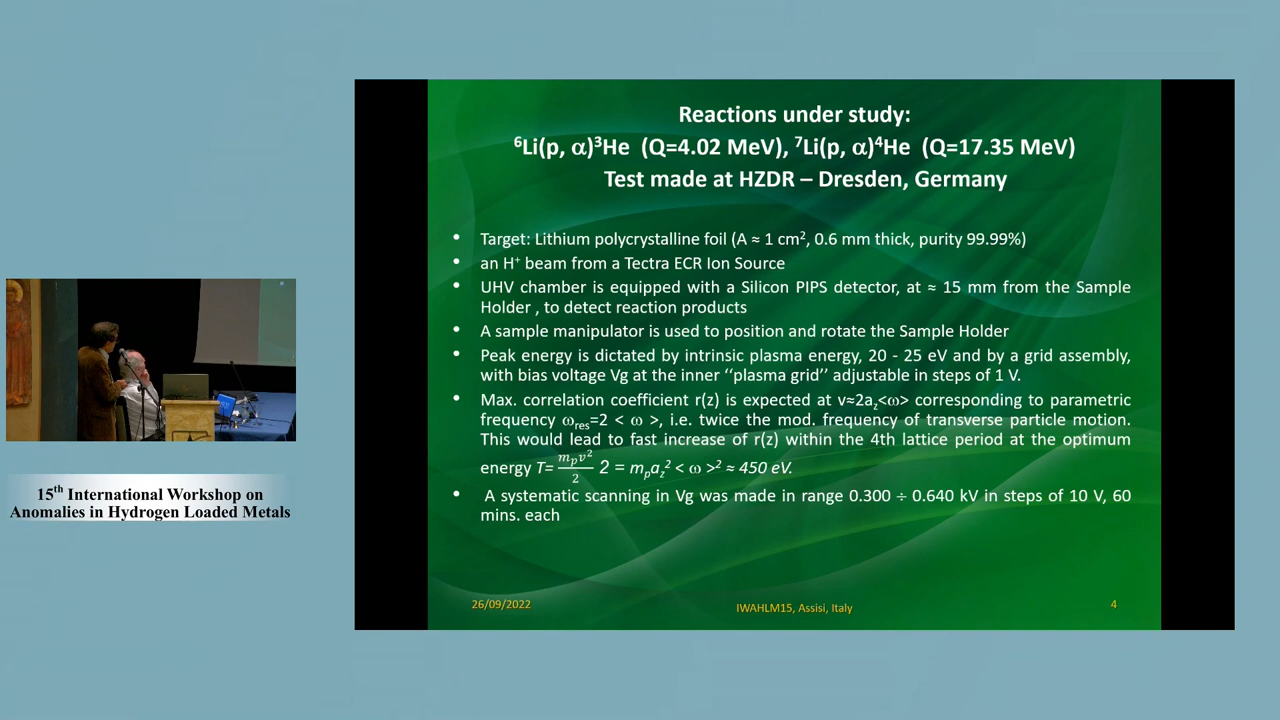 Reactions under study:
⁶Li(p, α)³He (Q=4.02 MeV), ⁷Li(p, α)⁴He (Q=17.35 MeV)
Test made at HZDR – Dresden, Germany
• Target: Lithium polycrystalline foil (A ≈ 1 cm², 0.6 mm thick, purity 99.99%)
• an H⁺ beam from a Tectra ECR Ion Source
• UHV chamber is equipped with a Silicon PIPS detector, at ≈ 15 mm from the Sample
Holder , to detect reaction products
• A sample manipulator is used to position and rotate the Sample Holder
• Peak energy is dictated by intrinsic plasma energy, 20 - 25 eV and by a grid assembly,
with bias voltage Vg at the inner ‘‘plasma grid’’ adjustable in steps of 1 V.
• Max. correlation coefficient r(z) is expected at v≈2a_z<ω> corresponding to parametric
frequency ω_res=2 < ω >, i.e. twice the mod. frequency of transverse particle motion.
This would lead to fast increase of r(z) within the 4th lattice period at the optimum
energy T= m_p v²/2 2 = m_p a_z² < ω >² ≈ 450 eV.
• A systematic scanning in Vg was made in range 0.300 ÷ 0.640 kV in steps of 10 V, 60
mins. each
26/09/2022
IWAHLM15, Assisi, Italy
4
15th International Workshop on
Anomalies in Hydrogen Loaded Metals